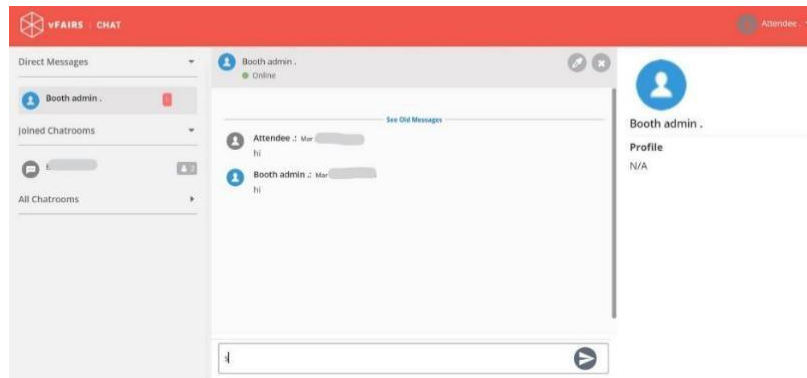 vFAIRS CHAT
Attendee .
Direct Messages
Booth admin .
Joined Chatrooms
All Chatrooms
Booth admin .
Online
See Old Messages
Attendee .: Mar
hi
Booth admin .: Mar
hi
Booth admin .
Profile
N/A